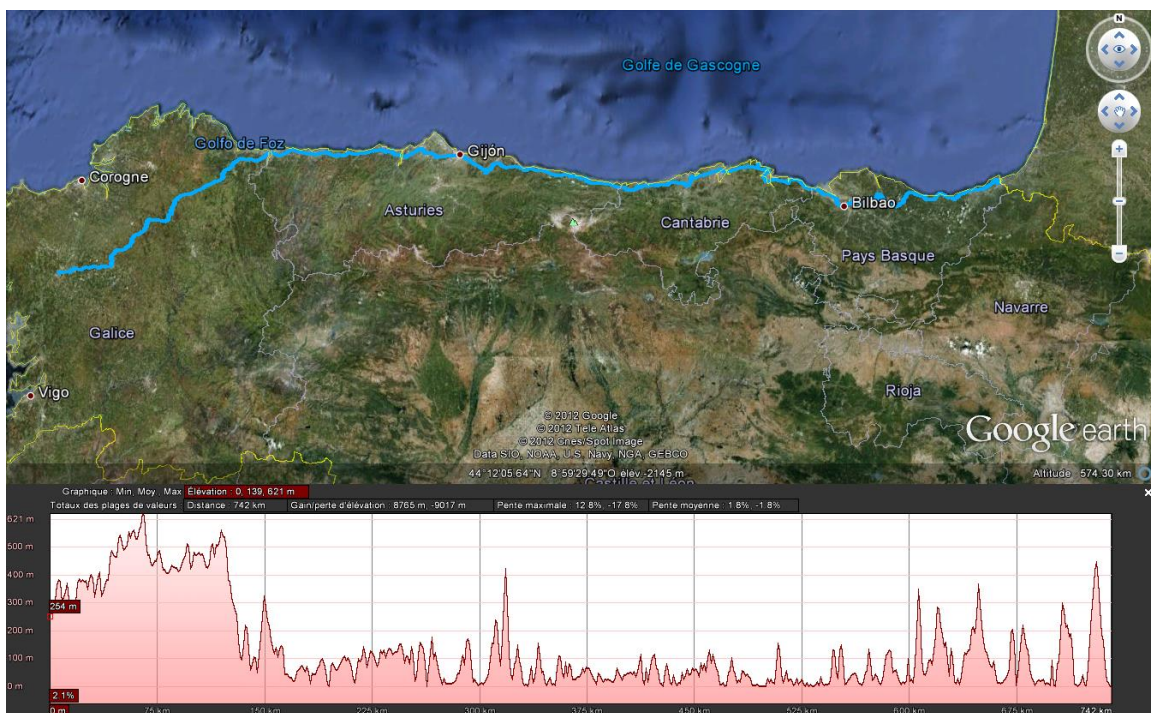 N
Golfe de Gascogne
Golfo de Foz
Gijón
Corogne
Asturies
Cantabrie
Bilbao
Pays Basque
Navarre
Galice
Rioja
Vigo
© 2012 Google
© 2012 Tele Atlas
© 2012 Cnes/Spot Image
Data SIO, NOAA, U.S. Navy, NGA, GEBCO
Google earth
44°12'05.64"N 8°59'29.49"O élév -2145 m
Altitude 574.30 km
Castille et Léon
Graphique : Min, Moy, Max Élévation : 0, 139, 621 m
Totaux des plages de valeurs Distance : 742 km Gain/perte d'élévation : 8765 m, -9017 m Pente maximale : 12.8%, -17.8% Pente moyenne : 1.8%, -1.8%
621 m
500 m
400 m
300 m
254 m
200 m
100 m
0 m
2.1%
0 m 75 km 150 km 225 km 300 km 375 km 450 km 525 km 600 km 675 km 742 km